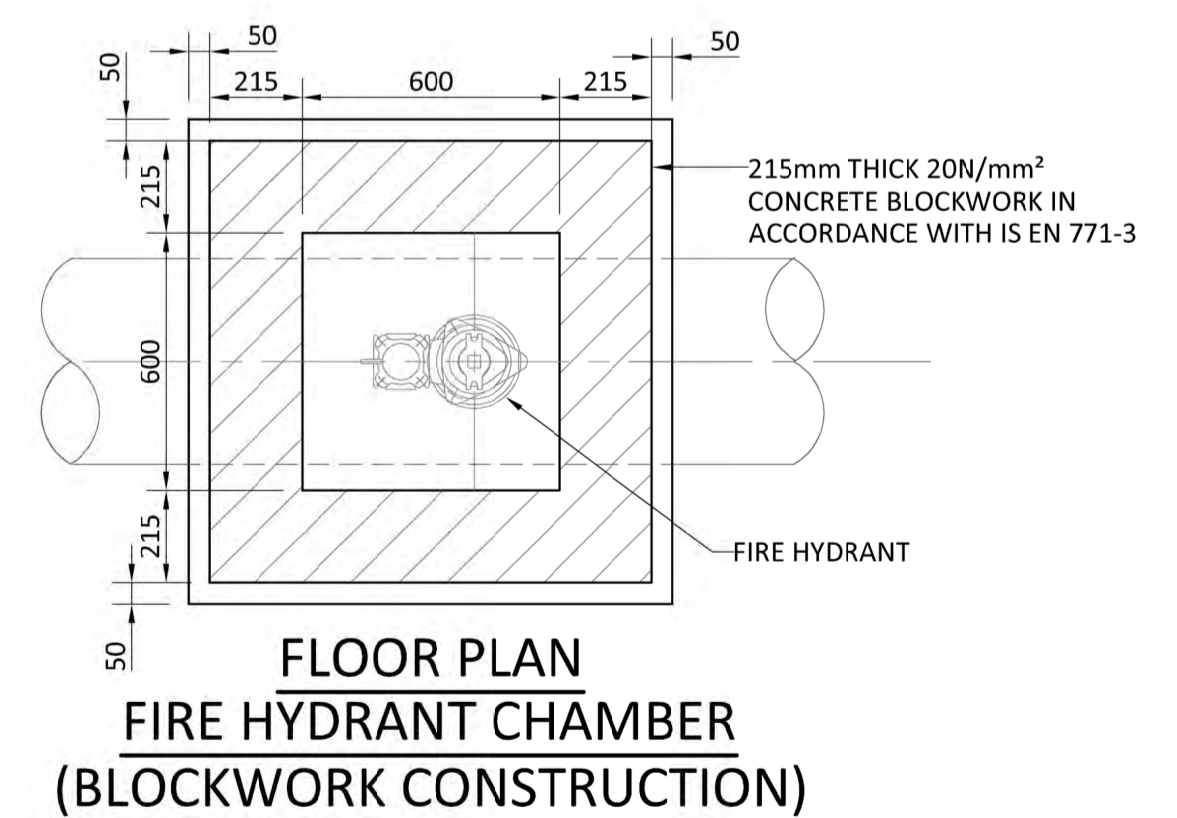 50
50
50
215
600
215
215mm THICK 20N/mm²
CONCRETE BLOCKWORK IN
ACCORDANCE WITH IS EN 771-3
215
600
215
FIRE HYDRANT
50
FLOOR PLAN
FIRE HYDRANT CHAMBER
(BLOCKWORK CONSTRUCTION)